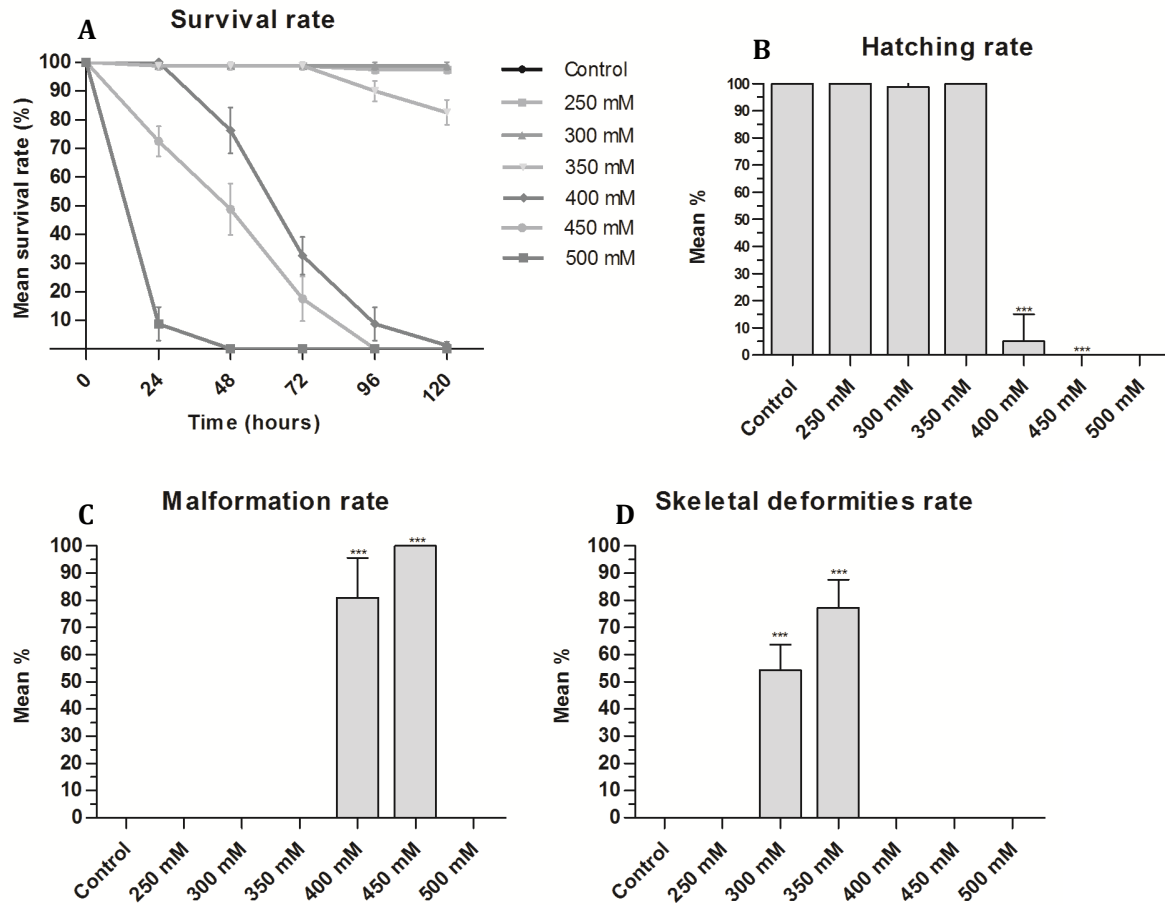 A
Survival rate
Mean survival rate (%)
100
90
80
70
60
50
40
30
20
10
0
24
48
72
96
120
Time (hours)
Control
250 mM
300 mM
350 mM
400 mM
450 mM
500 mM
B
Hatching rate
Mean %
100
90
80
70
60
50
40
30
20
10
0
***
***
Control
250 mM
300 mM
350 mM
400 mM
450 mM
500 mM
C
Malformation rate
Mean %
100
90
80
70
60
50
40
30
20
10
0
***
***
Control
250 mM
300 mM
350 mM
400 mM
450 mM
500 mM
D
Skeletal deformities rate
Mean %
100
90
80
70
60
50
40
30
20
10
0
***
***
Control
250 mM
300 mM
350 mM
400 mM
450 mM
500 mM